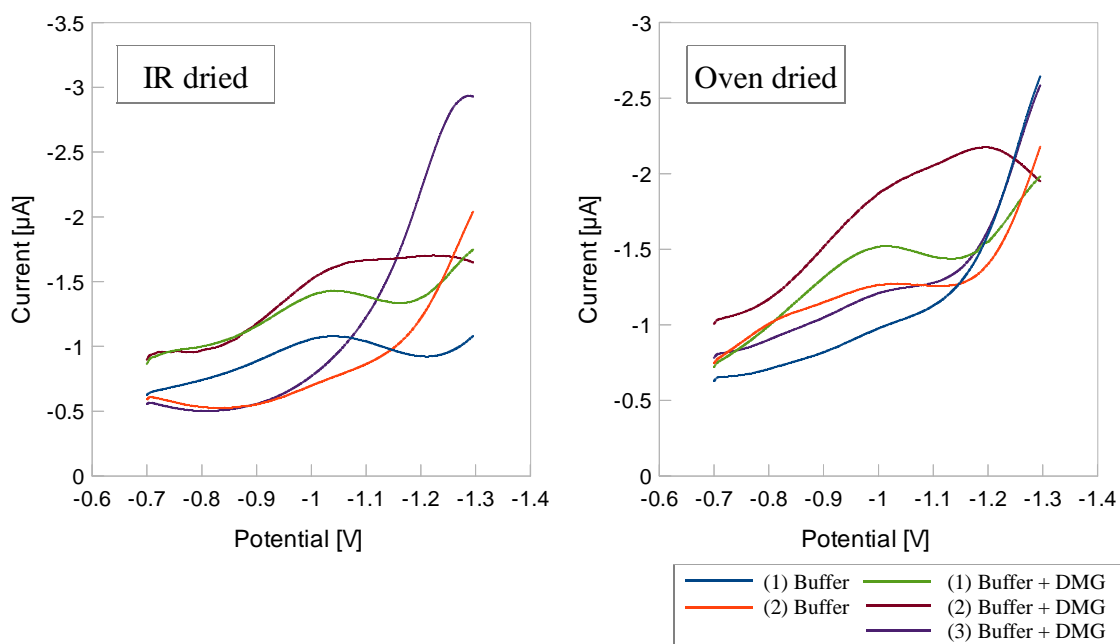 IR dried
-3.5
-3
-2.5
-2
-1.5
-1
-0.5
0
Current [µA]
-0.6 -0.7 -0.8 -0.9 -1 -1.1 -1.2 -1.3 -1.4
Potential [V]
Oven dried
-3
-2.5
-2
-1.5
-1
-0.5
0
Current [µA]
-0.6 -0.7 -0.8 -0.9 -1 -1.1 -1.2 -1.3 -1.4
Potential [V]
(1) Buffer (1) Buffer + DMG
(2) Buffer (2) Buffer + DMG
(3) Buffer + DMG